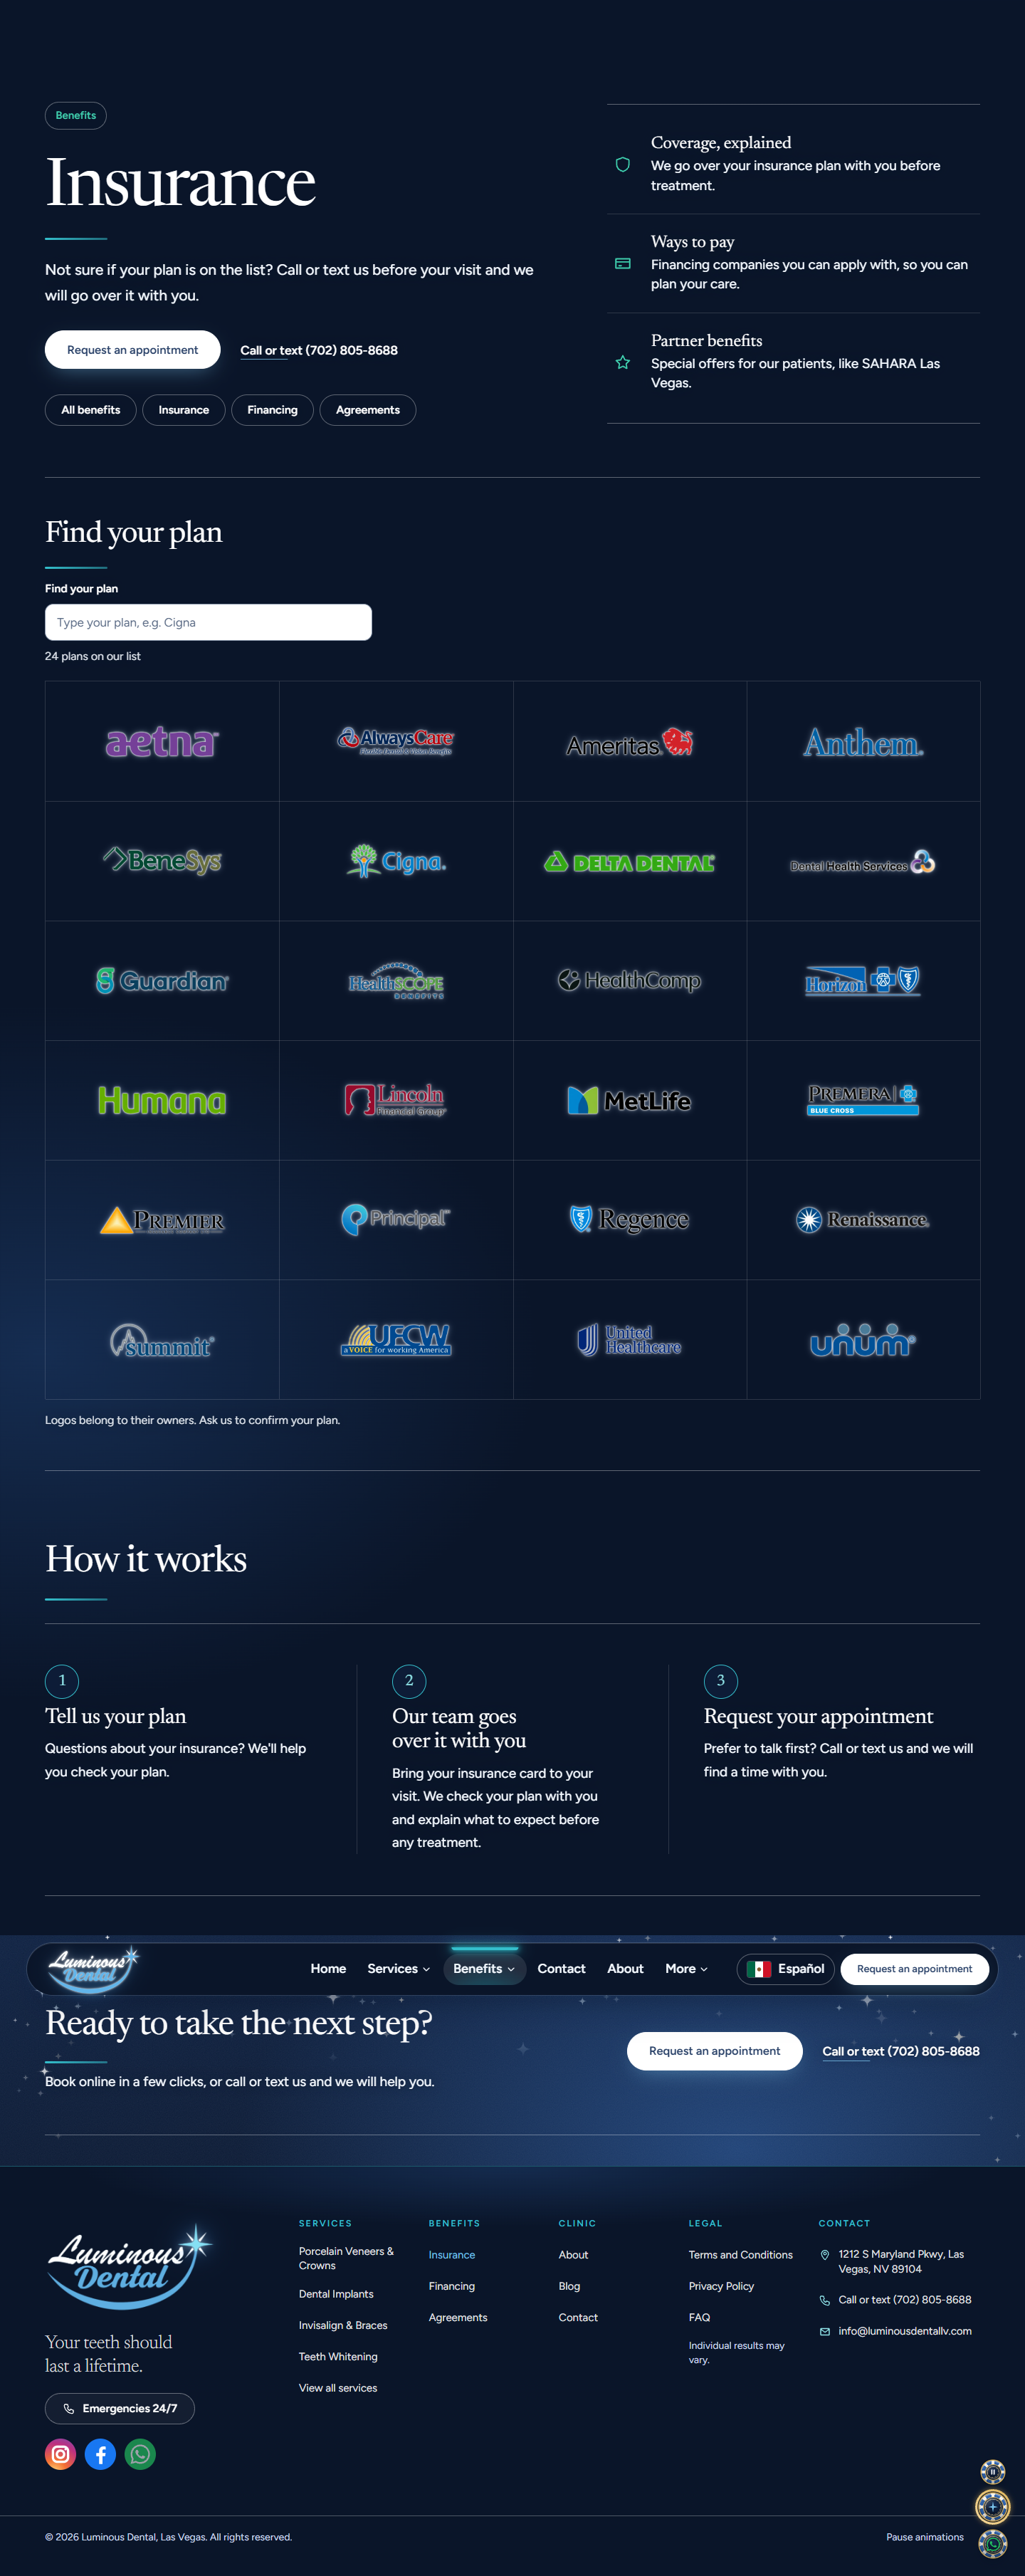 Benefits
Insurance
Not sure if your plan is on the list? Call or text us before your visit and we
will go over it with you.
Request an appointment
Call or text (702) 805-8688
All benefits
Insurance
Financing
Agreements
Coverage, explained
We go over your insurance plan with you before
treatment.
Ways to pay
Financing companies you can apply with, so you can
plan your care.
Partner benefits
Special offers for our patients, like SAHARA Las
Vegas.
Find your plan
Find your plan
Type your plan, e.g. Cigna
24 plans on our list
aetna
AlwaysCare
Flexible Dental & Vision Benefits
Ameritas
Anthem
BeneSys
Cigna
DELTA DENTAL
Dental Health Services
Guardian
HealthSCOPE
BENEFITS
HealthComp
Horizon
Humana
Lincoln
Financial Group
MetLife
PREMERA
BLUE CROSS
PREMIER
Principal
Regence
Renaissance
summit
UFCW
a VOICE for working America
United
Healthcare
unum
Logos belong to their owners. Ask us to confirm your plan.
How it works
1
Tell us your plan
Questions about your insurance? We'll help
you check your plan.
2
Our team goes
over it with you
Bring your insurance card to your
visit. We check your plan with you
and explain what to expect before
any treatment.
3
Request your appointment
Prefer to talk first? Call or text us and we will
find a time with you.
Luminous
Dental
Home
Services
Benefits
Contact
About
More
Español
Request an appointment
Ready to take the next step?
Book online in a few clicks, or call or text us and we will help you.
Request an appointment
Call or text (702) 805-8688
Luminous
Dental
Your teeth should
last a lifetime.
Emergencies 24/7
SERVICES
Porcelain Veneers &
Crowns
Dental Implants
Invisalign & Braces
Teeth Whitening
View all services
BENEFITS
Insurance
Financing
Agreements
CLINIC
About
Blog
Contact
LEGAL
Terms and Conditions
Privacy Policy
FAQ
Individual results may
vary.
CONTACT
1212 S Maryland Pkwy, Las
Vegas, NV 89104
Call or text (702) 805-8688
info@luminousdentallv.com
© 2026 Luminous Dental, Las Vegas. All rights reserved.
Pause animations